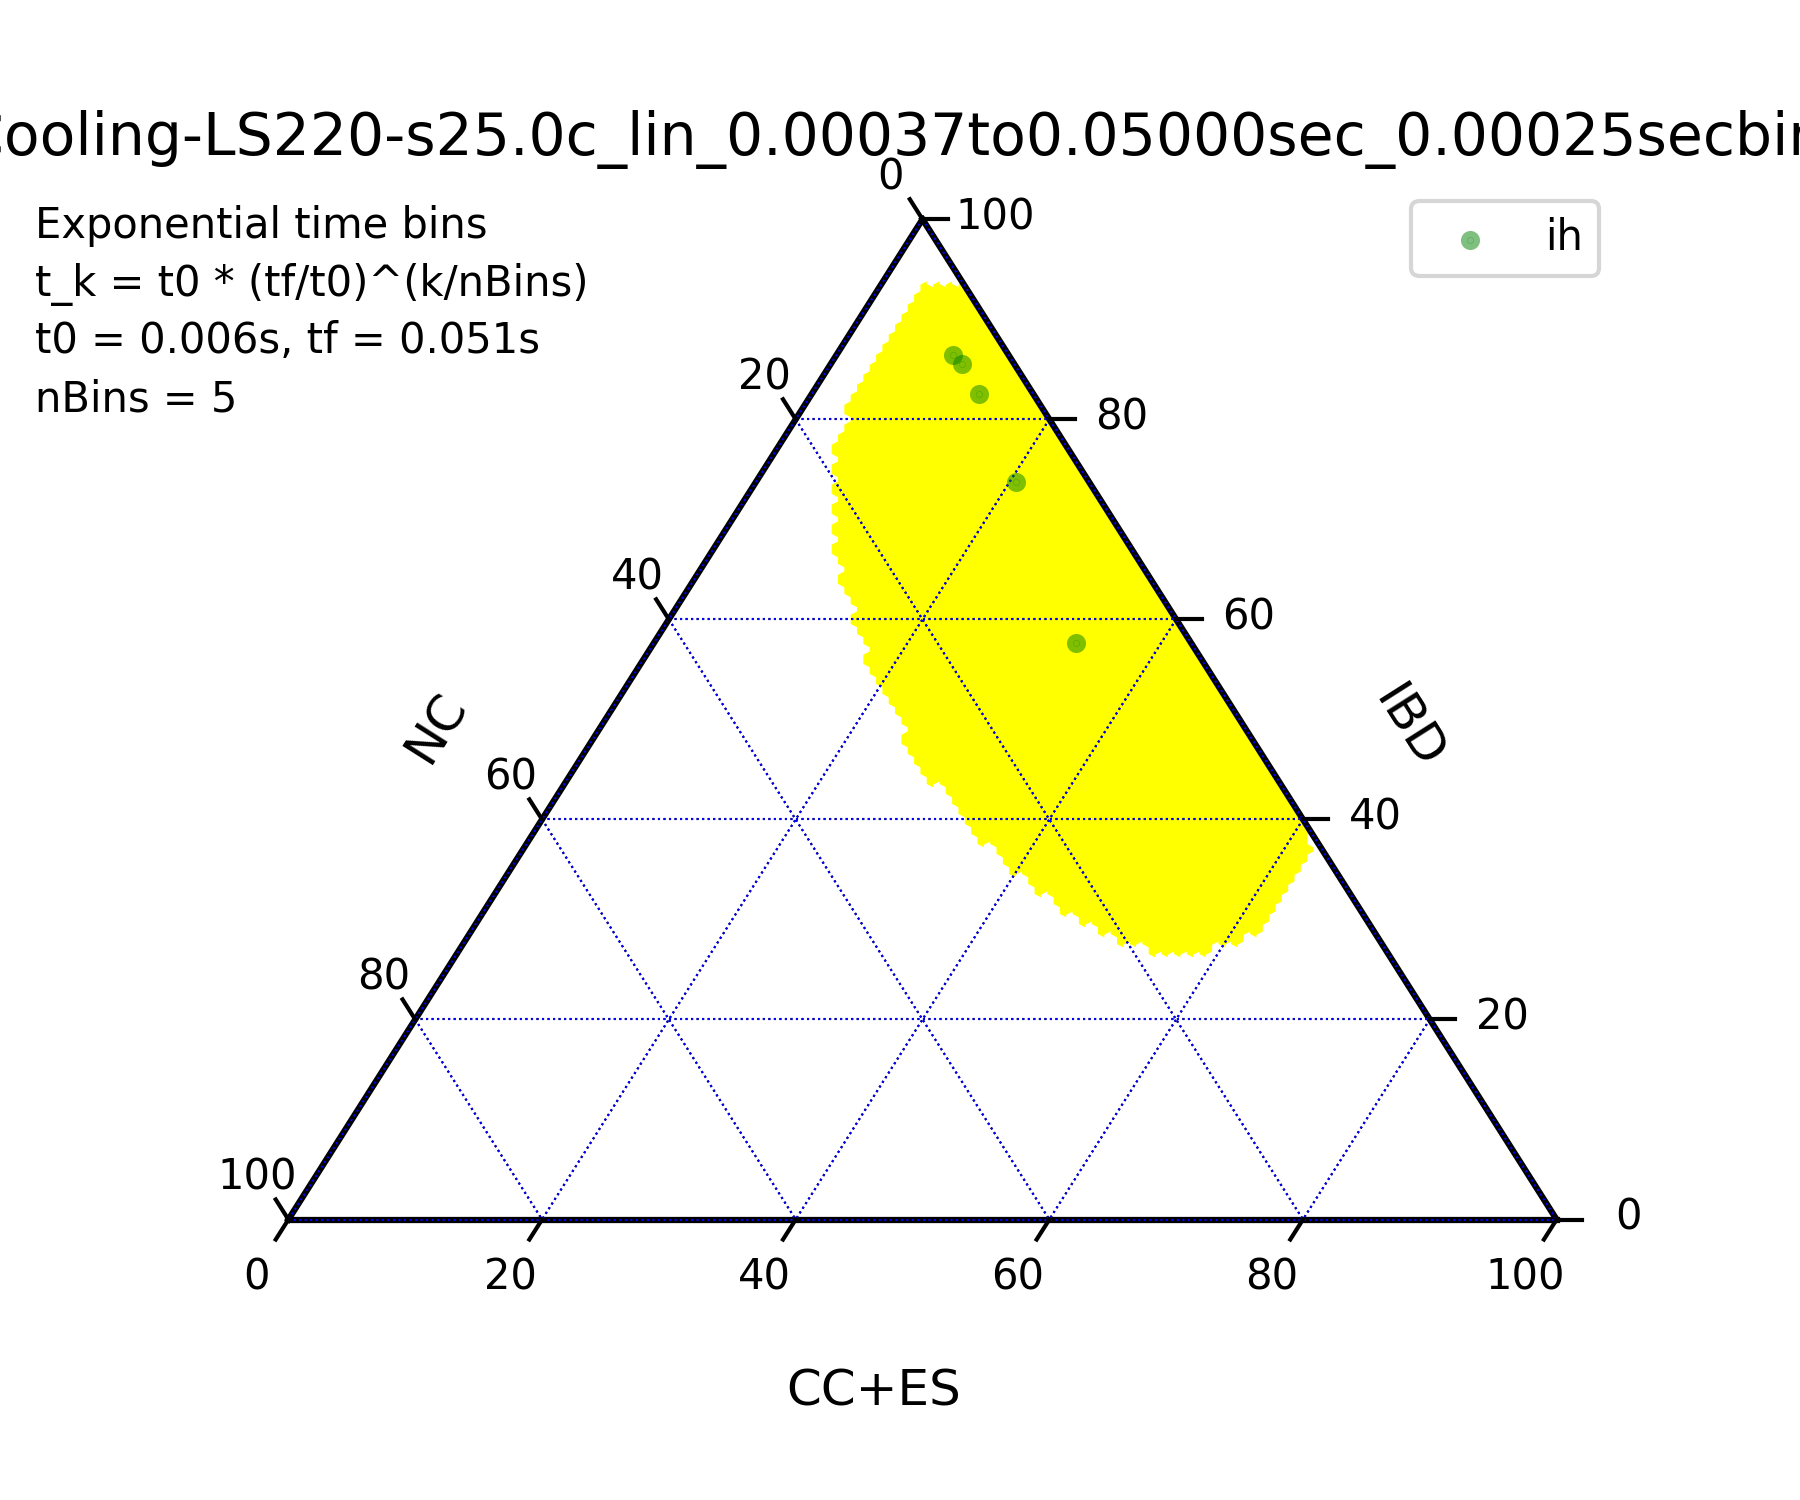 ooling-LS220-s25.0c_lin_0.00037to0.05000sec_0.00025secbin
Exponential time bins
t_k = t0 * (tf/t0)^(k/nBins)
t0 = 0.006s, tf = 0.051s
nBins = 5
ih
0
100
20
80
40
60
NC
IBD
60
40
80
20
100
0
0
20
40
60
80
100
CC+ES